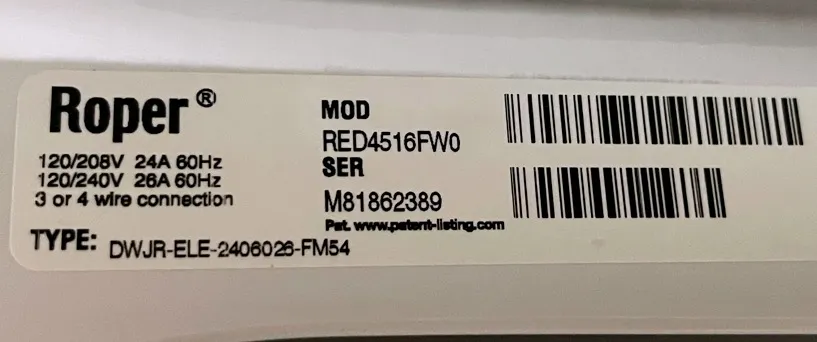 Roper®
120/208V 24A 60Hz
120/240V 26A 60Hz
3 or 4 wire connection
TYPE: DWJR-ELE-2406026-FM54
MOD
RED4516FW0
SER
M81862389
Pat. www.patent-listing.com